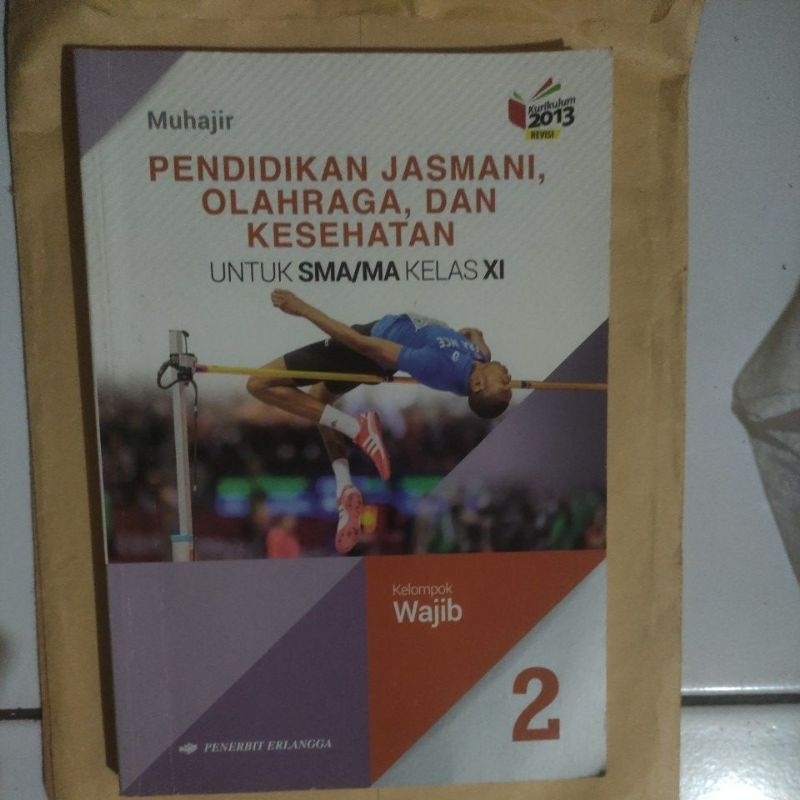 Muhajir
Kurikulum
2013
REVISI
PENDIDIKAN JASMANI,
OLAHRAGA, DAN
KESEHATAN
UNTUK SMA/MA KELAS XI
Kelompok
Wajib
2
PENERBIT ERLANGGA